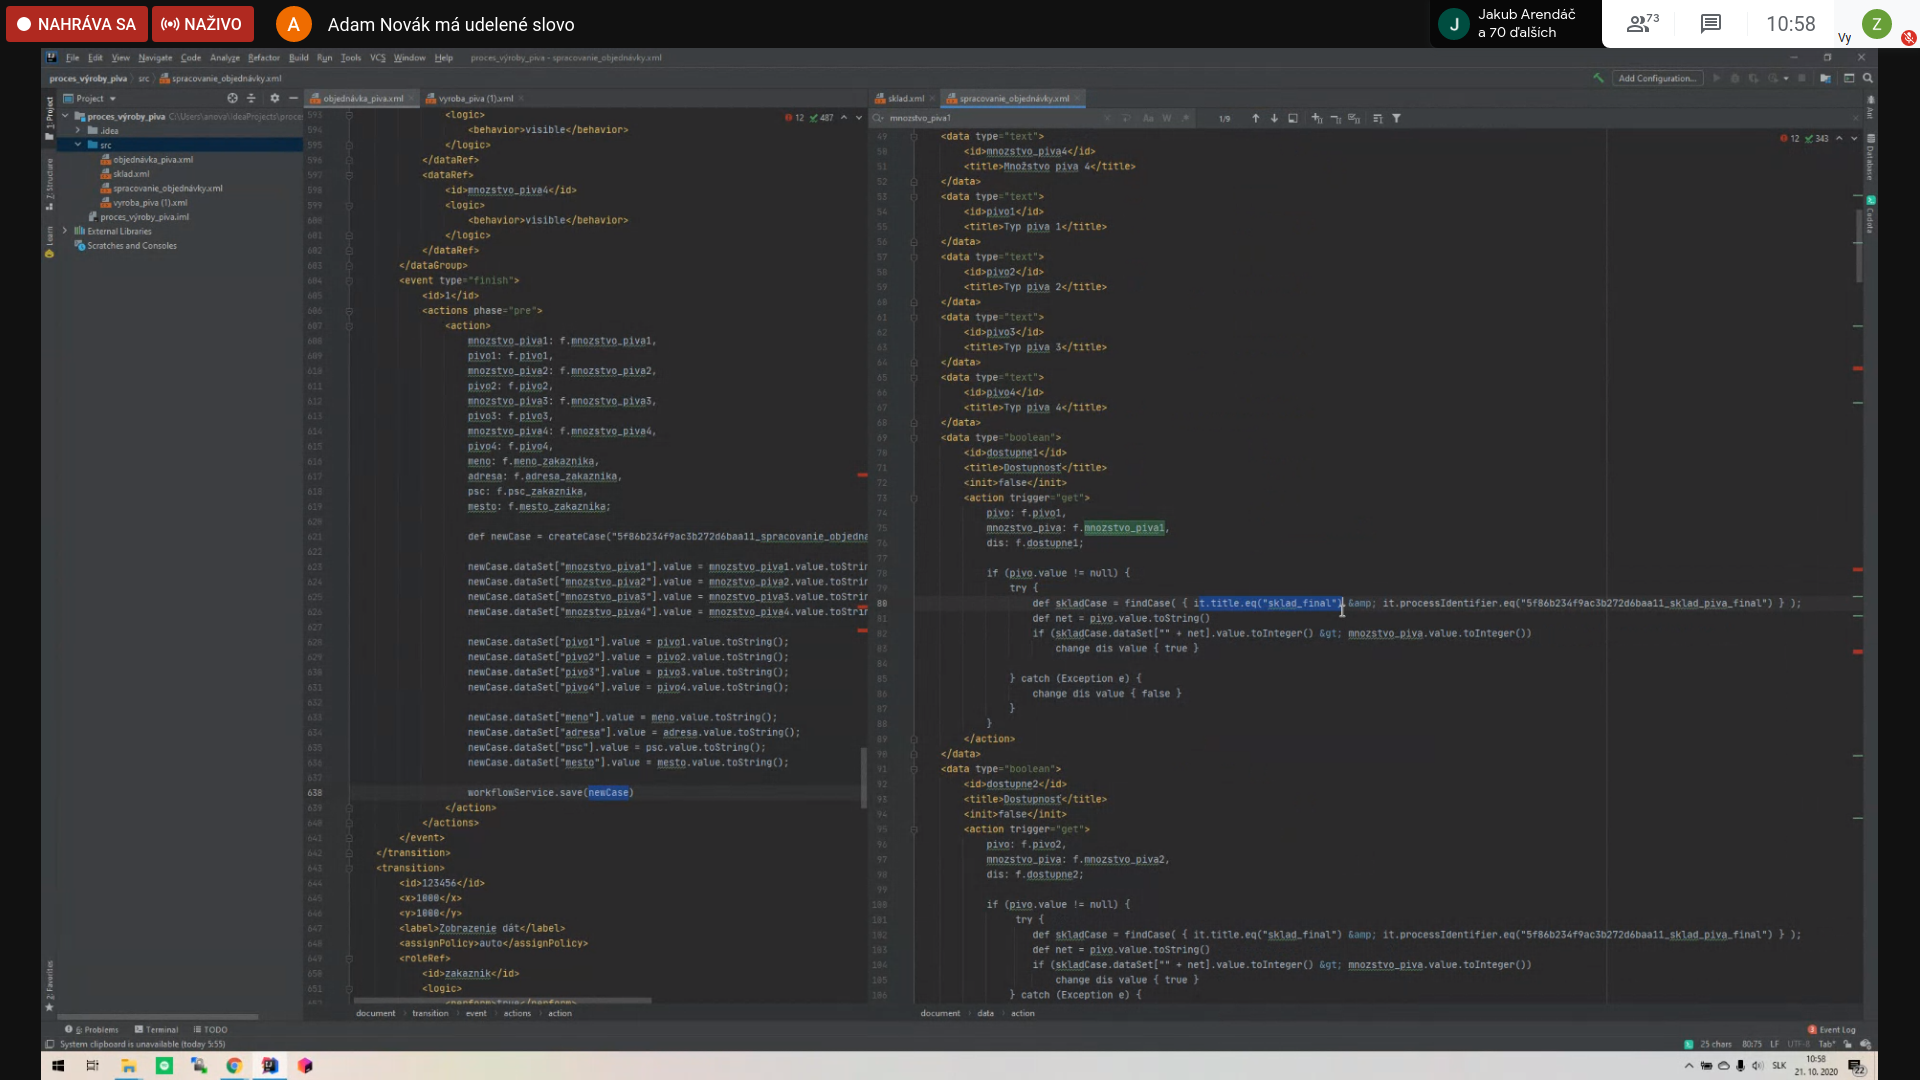 NAHRÁVA SA
NAŽIVO
A
Adam Novák má udelené slovo
J
Jakub Arendáč
a 70 ďalších
73
10:58
Vy
Z
File Edit View Navigate Code Analyze Refactor Build Run Tools VCS Window Help proces_výroby_piva - spracovanie_objednávky.xml
proces_výroby_piva src spracovanie_objednávky.xml
Add Configuration...
Project
objednávka_piva.xml
vyroba_piva (1).xml
sklad.xml
spracovanie_objednávky.xml
proces_výroby_piva C:\Users\anova\IdeaProjects\proce
.idea
src
objednávka_piva.xml
sklad.xml
spracovanie_objednávky.xml
vyroba_piva (1).xml
proces_výroby_piva.iml
External Libraries
Scratches and Consoles
1: Project
7: Structure
Learn
2: Favorites
12 487
593 <logic>
594 <behavior>visible</behavior>
595 </logic>
596 </dataRef>
597 <dataRef>
598 <id>mnozstvo_piva4</id>
599 <logic>
600 <behavior>visible</behavior>
601 </logic>
602 </dataRef>
603 </dataGroup>
604 <event type="finish">
605 <id>1</id>
606 <actions phase="pre">
607 <action>
608 mnozstvo_piva1: f.mnozstvo_piva1,
609 pivo1: f.pivo1,
610 mnozstvo_piva2: f.mnozstvo_piva2,
611 pivo2: f.pivo2,
612 mnozstvo_piva3: f.mnozstvo_piva3,
613 pivo3: f.pivo3,
614 mnozstvo_piva4: f.mnozstvo_piva4,
615 pivo4: f.pivo4,
616 meno: f.meno_zakaznika,
617 adresa: f.adresa_zakaznika,
618 psc: f.psc_zakaznika,
619 mesto: f.mesto_zakaznika;
620
621 def newCase = createCase("5f86b234f9ac3b272d6baa11_spracovanie_objedna
622
623 newCase.dataSet["mnozstvo_piva1"].value = mnozstvo_piva1.value.toStrin
624 newCase.dataSet["mnozstvo_piva2"].value = mnozstvo_piva2.value.toStrin
625 newCase.dataSet["mnozstvo_piva3"].value = mnozstvo_piva3.value.toStrin
626 newCase.dataSet["mnozstvo_piva4"].value = mnozstvo_piva4.value.toStrin
627
628 newCase.dataSet["pivo1"].value = pivo1.value.toString();
629 newCase.dataSet["pivo2"].value = pivo2.value.toString();
630 newCase.dataSet["pivo3"].value = pivo3.value.toString();
631 newCase.dataSet["pivo4"].value = pivo4.value.toString();
632
633 newCase.dataSet["meno"].value = meno.value.toString();
634 newCase.dataSet["adresa"].value = adresa.value.toString();
635 newCase.dataSet["psc"].value = psc.value.toString();
636 newCase.dataSet["mesto"].value = mesto.value.toString();
637
638 workflowService.save(newCase)
639 </action>
640 </actions>
641 </event>
642 </transition>
643 <transition>
644 <id>123456</id>
645 <x>1000</x>
646 <y>1000</y>
647 <label>Zobrazenie dát</label>
648 <assignPolicy>auto</assignPolicy>
649 <roleRef>
650 <id>zakaznik</id>
651 <logic>
<perform>true</perform>
document transition event actions action
mnozstvo_piva1
1/9
12 343
49 <data type="text">
50 <id>mnozstvo_piva4</id>
51 <title>Množstvo piva 4</title>
52 </data>
53 <data type="text">
54 <id>pivo1</id>
55 <title>Typ piva 1</title>
56 </data>
57 <data type="text">
58 <id>pivo2</id>
59 <title>Typ piva 2</title>
60 </data>
61 <data type="text">
62 <id>pivo3</id>
63 <title>Typ piva 3</title>
64 </data>
65 <data type="text">
66 <id>pivo4</id>
67 <title>Typ piva 4</title>
68 </data>
69 <data type="boolean">
70 <id>dostupne1</id>
71 <title>Dostupnosť</title>
72 <init>false</init>
73 <action trigger="get">
74 pivo: f.pivo1,
75 mnozstvo_piva: f.mnozstvo_piva1,
76 dis: f.dostupne1;
77
78 if (pivo.value != null) {
79 try {
80 def skladCase = findCase( { it.title.eq("sklad_final") &amp; it.processIdentifier.eq("5f86b234f9ac3b272d6baa11_sklad_piva_final") } );
81 def net = pivo.value.toString()
82 if (skladCase.dataSet["" + net].value.toInteger() &gt; mnozstvo_piva.value.toInteger())
83 change dis value { true }
84
85 } catch (Exception e) {
86 change dis value { false }
87 }
88 }
89 </action>
90 </data>
91 <data type="boolean">
92 <id>dostupne2</id>
93 <title>Dostupnosť</title>
94 <init>false</init>
95 <action trigger="get">
96 pivo: f.pivo2,
97 mnozstvo_piva: f.mnozstvo_piva2,
98 dis: f.dostupne2;
99
100 if (pivo.value != null) {
101 try {
102 def skladCase = findCase( { it.title.eq("sklad_final") &amp; it.processIdentifier.eq("5f86b234f9ac3b272d6baa11_sklad_piva_final") } );
103 def net = pivo.value.toString()
104 if (skladCase.dataSet["" + net].value.toInteger() &gt; mnozstvo_piva.value.toInteger())
105 change dis value { true }
106 } catch (Exception e) {
document data action
Ant
Database
Codota
6: Problems Terminal TODO
Event Log
System clipboard is unavailable (today 5:55)
25 chars 80:75 LF UTF-8 Tab*
SLK
10:58
21. 10. 2020
22